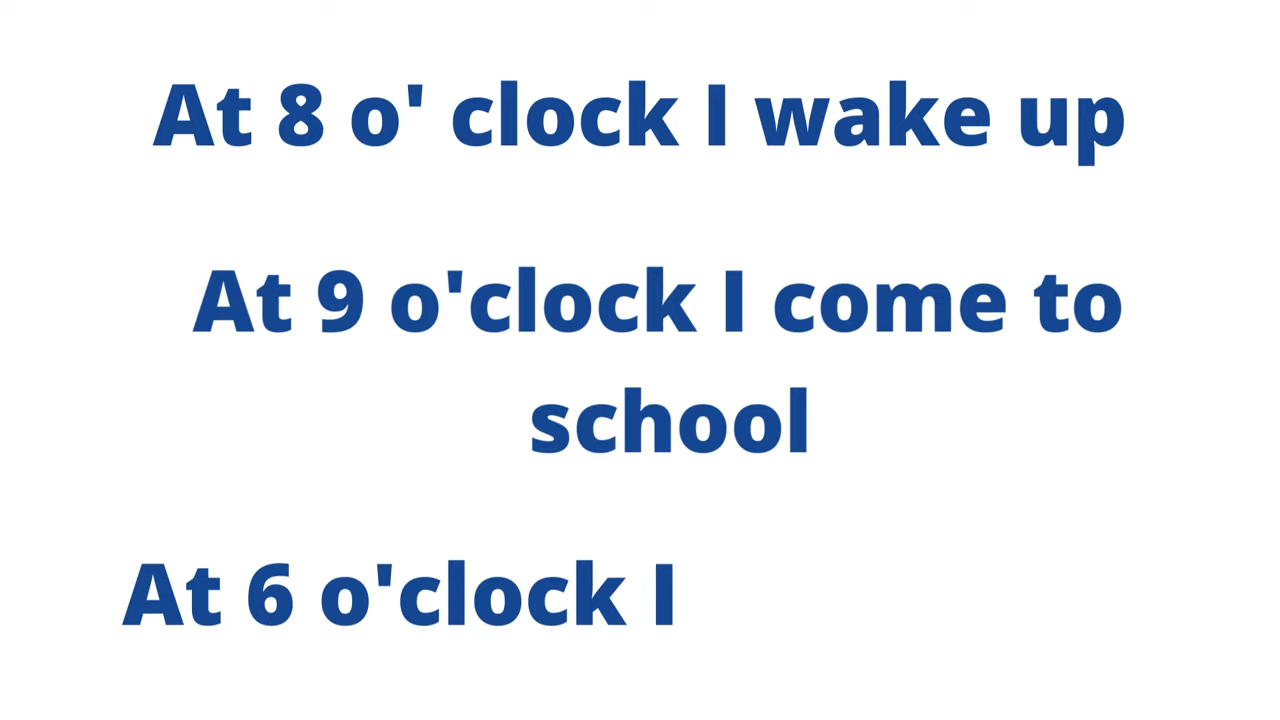 At 8 o' clock I wake up
At 9 o'clock I come to
school
At 6 o'clock I